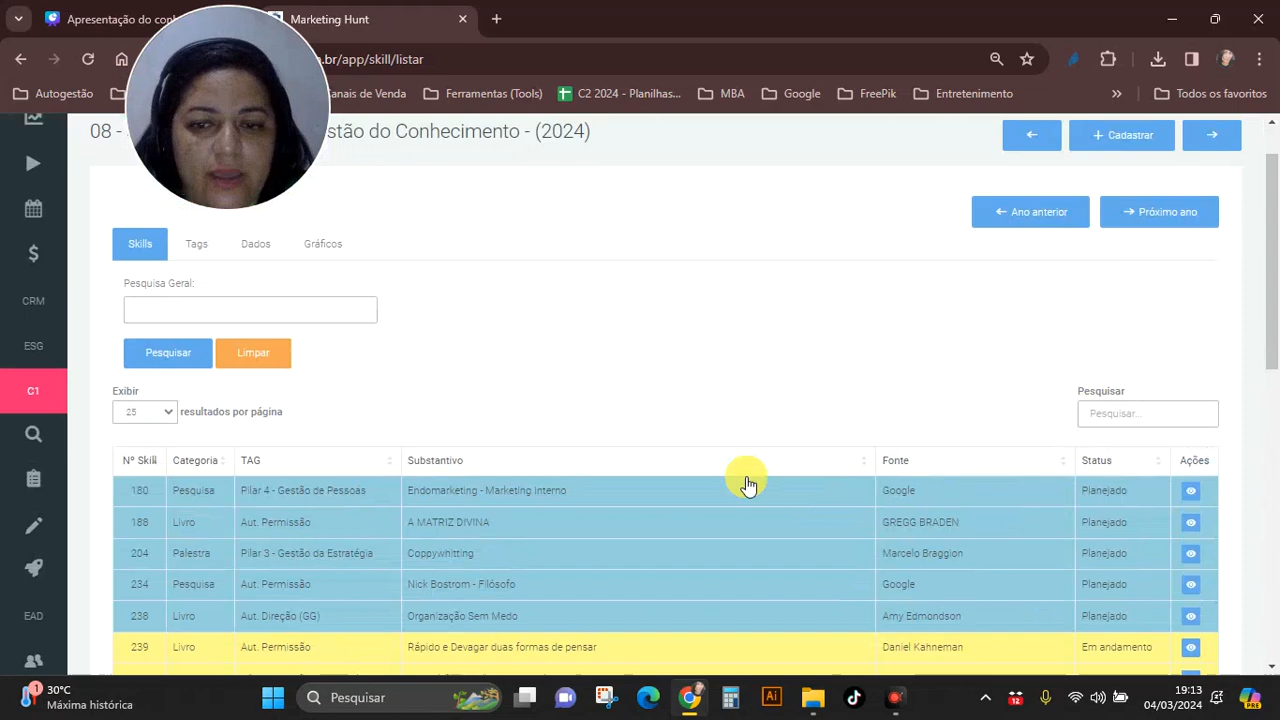 Apresentação do con
Marketing Hunt
.br/app/skill/listar
Autogestão
anais de Venda
Ferramentas (Tools)
C2 2024 - Planilhas...
MBA
Google
FreePik
Entretenimento
Todos os favoritos
08 -
stão do Conhecimento - (2024)
Cadastrar
Ano anterior
Próximo ano
Skills
Tags
Dados
Gráficos
Pesquisa Geral:
Pesquisar
Limpar
Exibir
25
resultados por página
Pesquisar
Pesquisar...
Nº Skill Categoria TAG Substantivo Fonte Status Ações
180 Pesquisa Pilar 4 - Gestão de Pessoas Endomarketing - Marketing Interno Google Planejado
188 Livro Aut. Permissão A MATRIZ DIVINA GREGG BRADEN Planejado
204 Palestra Pilar 3 - Gestão da Estratégia Coppywhitting Marcelo Braggion Planejado
234 Pesquisa Aut. Permissão Nick Bostrom - Filósofo Google Planejado
238 Livro Aut. Direção (GG) Organização Sem Medo Amy Edmondson Planejado
239 Livro Aut. Permissão Rápido e Devagar duas formas de pensar Daniel Kahneman Em andamento
CRM
ESG
C1
EAD
1
30°C
Máxima histórica
Pesquisar
Ai
12
19:13
04/03/2024
PRE